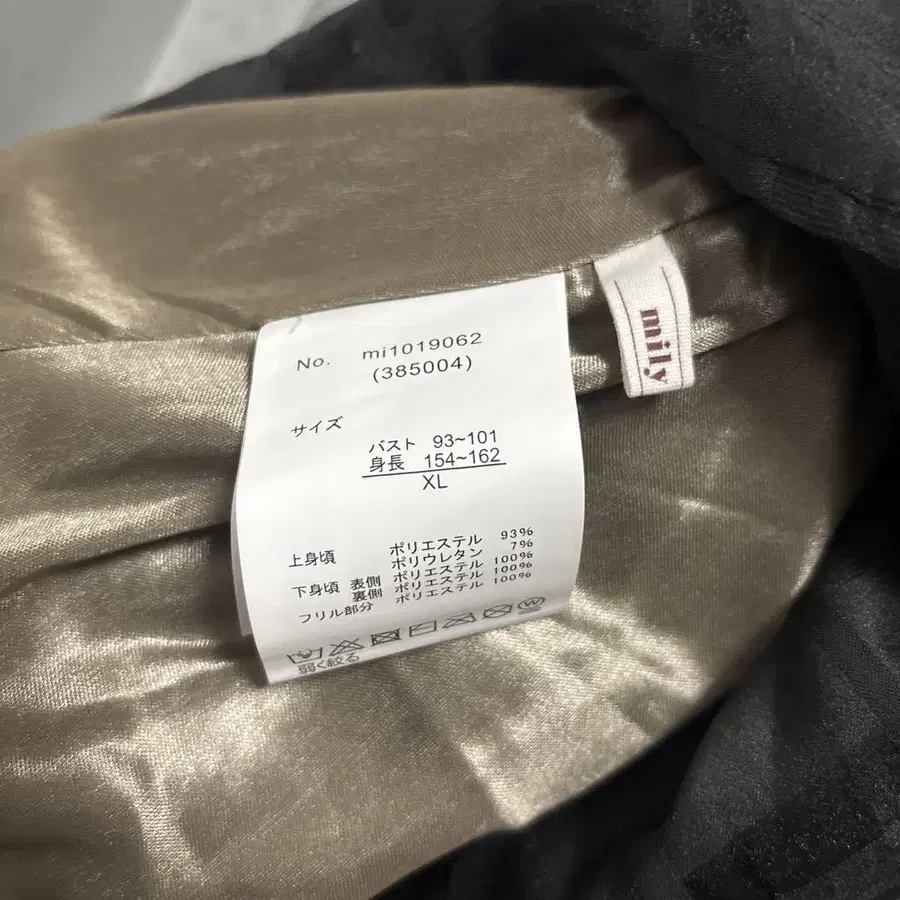 No. mi1019062
(385004)
サイズ
バスト 93~101
身長 154~162
XL
上身頃 ポリエステル 93%
ポリウレタン 7%
下身頃 表側 ポリエステル 100%
裏側 ポリエステル 100%
フリル部分 ポリエステル 100%
W
弱く絞る
mily